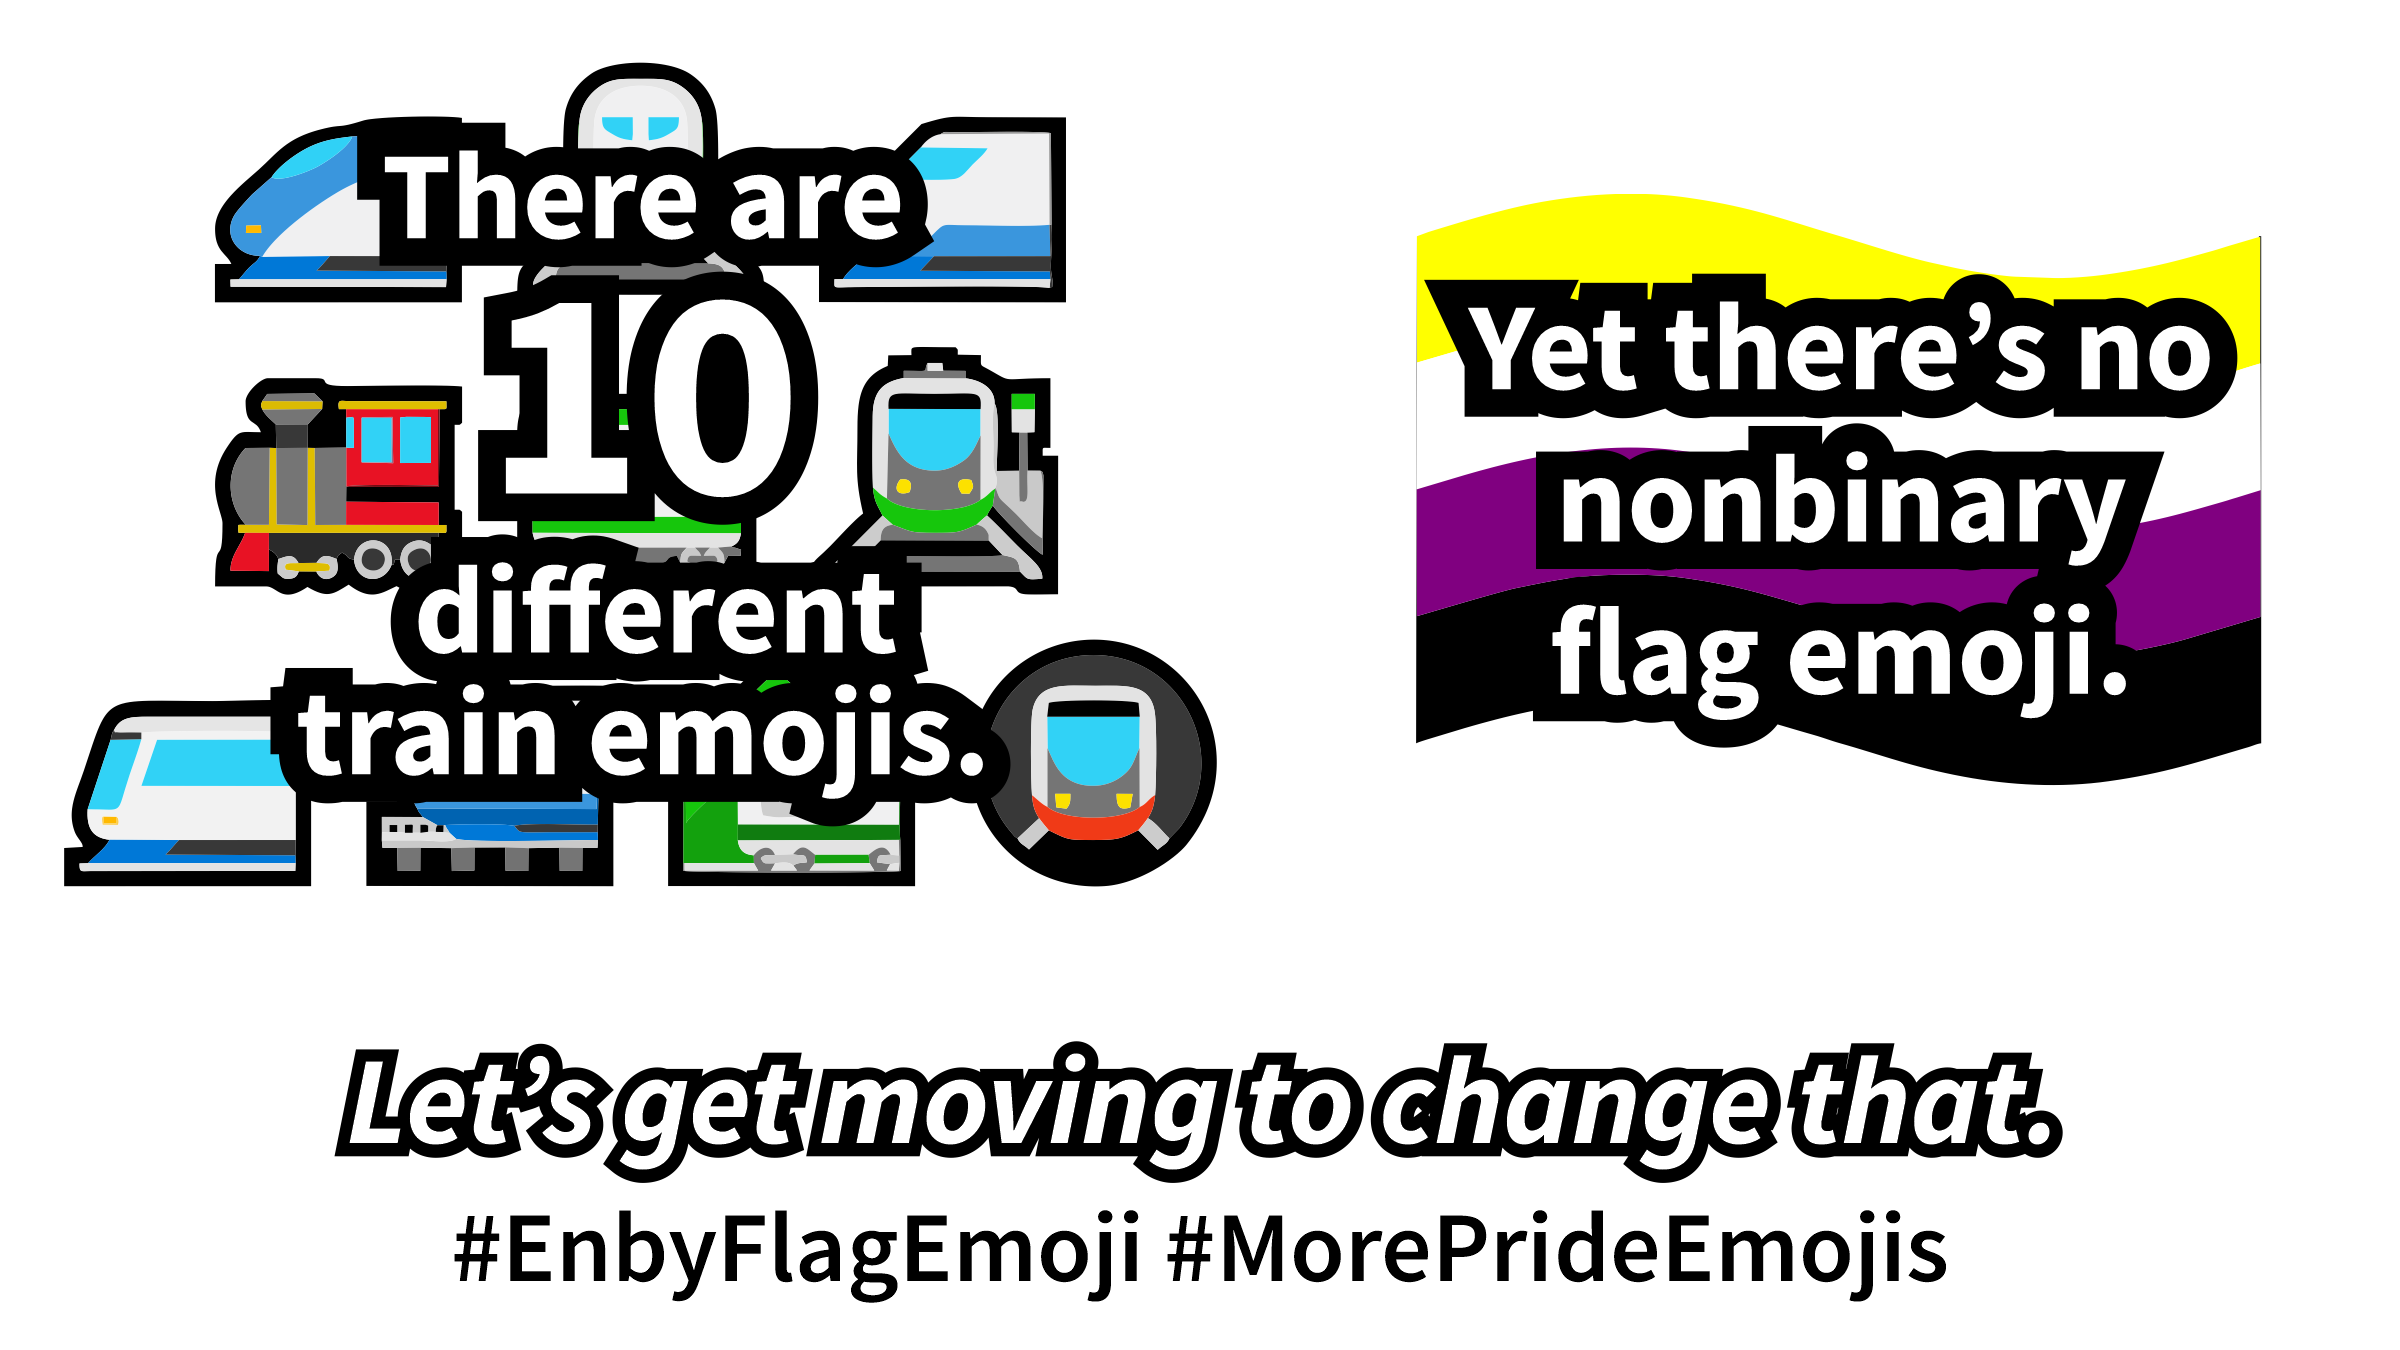 There are
10
different
train emojis.
Yet there’s no
nonbinary
flag emoji.
Let’s get moving to change that.
#EnbyFlagEmoji #MorePrideEmojis